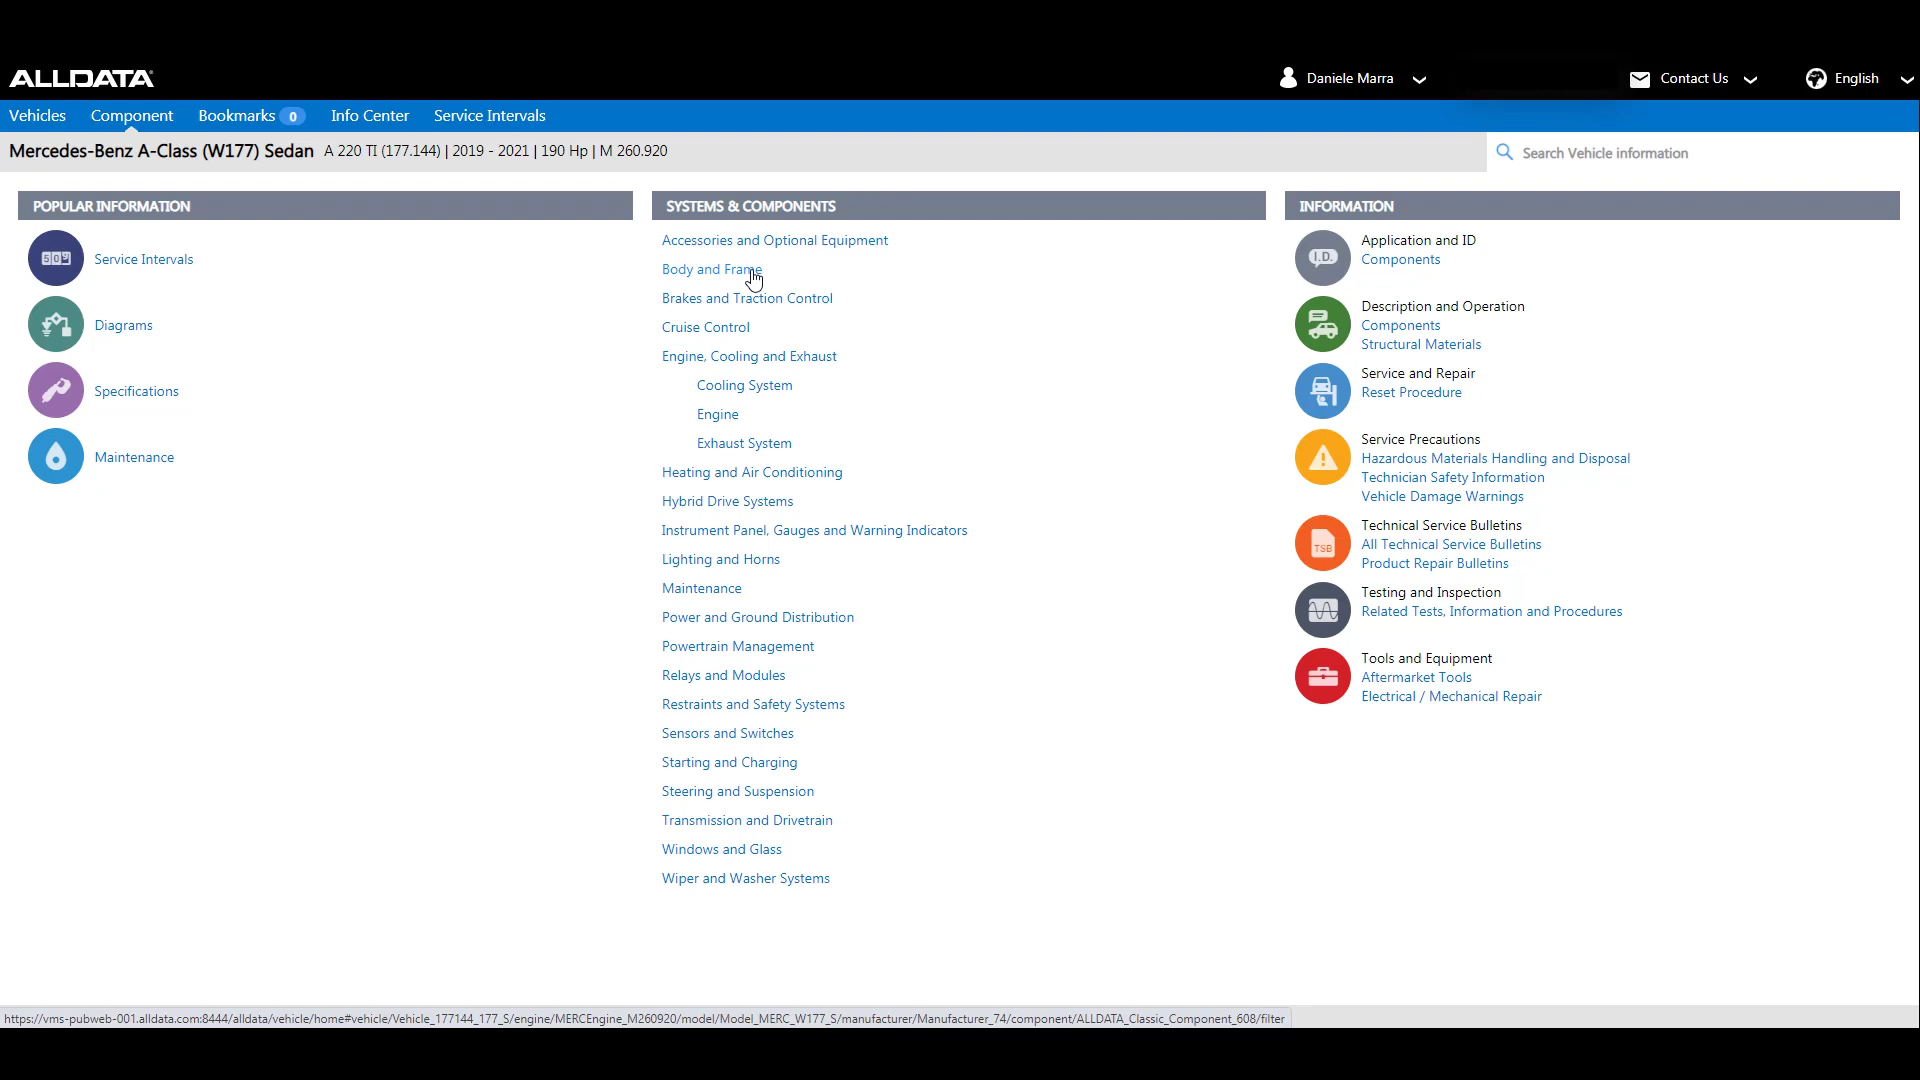 ALLDATA
Daniele Marra
Contact Us
English
Vehicles Component Bookmarks 0 Info Center Service Intervals
Mercedes-Benz A-Class (W177) Sedan A 220 TI (177.144) | 2019 - 2021 | 190 Hp | M 260.920
Search Vehicle information
POPULAR INFORMATION
Service Intervals
Diagrams
Specifications
Maintenance
SYSTEMS & COMPONENTS
Accessories and Optional Equipment
Body and Frame
Brakes and Traction Control
Cruise Control
Engine, Cooling and Exhaust
Cooling System
Engine
Exhaust System
Heating and Air Conditioning
Hybrid Drive Systems
Instrument Panel, Gauges and Warning Indicators
Lighting and Horns
Maintenance
Power and Ground Distribution
Powertrain Management
Relays and Modules
Restraints and Safety Systems
Sensors and Switches
Starting and Charging
Steering and Suspension
Transmission and Drivetrain
Windows and Glass
Wiper and Washer Systems
INFORMATION
I.D.
Application and ID
Components
Description and Operation
Components
Structural Materials
Service and Repair
Reset Procedure
Service Precautions
Hazardous Materials Handling and Disposal
Technician Safety Information
Vehicle Damage Warnings
TSB
Technical Service Bulletins
All Technical Service Bulletins
Product Repair Bulletins
Testing and Inspection
Related Tests, Information and Procedures
Tools and Equipment
Aftermarket Tools
Electrical / Mechanical Repair
https://vms-pubweb-001.alldata.com:8444/alldata/vehicle/home#vehicle/Vehicle_177144_177_S/engine/MERCEngine_M260920/model/Model_MERC_W177_S/manufacturer/Manufacturer_74/component/ALLDATA_Classic_Component_608/filter